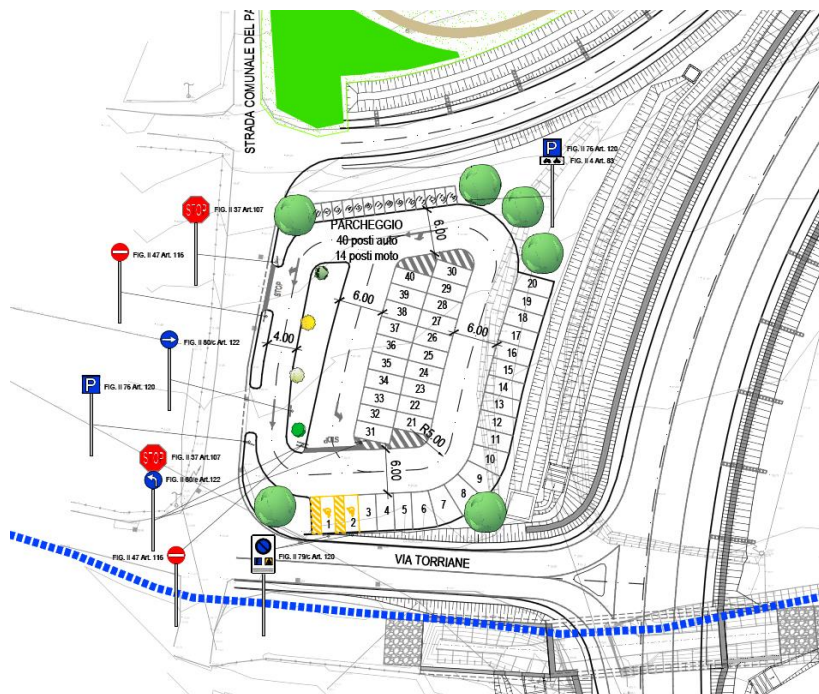 STRADA COMUNALE DEL PA
P
FIG. II 76 Art. 120
FIG. II 4 Art. 83
STOP
FIG. II 37 Art.107
PARCHEGGIO
40 posti auto
14 posti moto
6.00
FIG. II 47 Art. 116
STOP
40
30
39
29
20
38
28
19
6.00
37
27
18
6.00
4.00
36
26
17
35
25
16
34
24
15
33
23
14
32
22
13
31
21
12
R5.00
11
10
9
8
7
6.00
FIG. II 80/c Art. 122
P
FIG. II 76 Art. 120
STOP
STOP
FIG. II 37 Art.107
FIG. II 80/e Art.122
1
2
3
4
5
6
FIG. II 47 Art. 116
FIG. II 79/c Art. 120
VIA TORRIANE